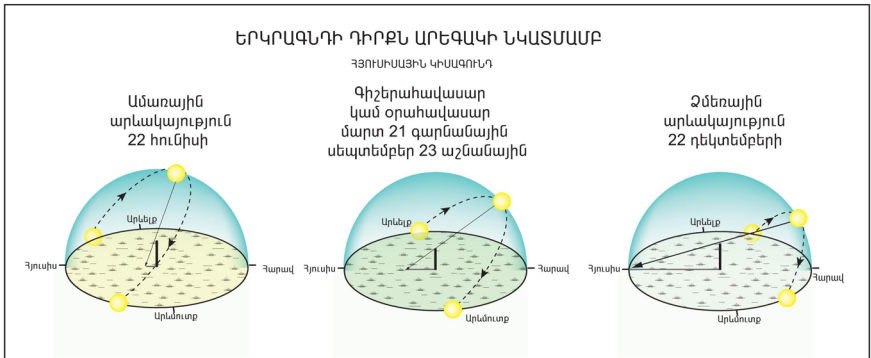 ԵՐԿՐԱԳՆԴԻ ԴԻՐՔՆ ԱՐԵԳԱԿԻ ՆԿԱՏՄԱՄԲ
ՀՅՈՒՍԻՍԱՅԻՆ ԿԻՍԱԳՈՒՆԴ
Ամառային
արևակայություն
22 հունիսի
Գիշերահավասար
կամ օրահավասար
մարտ 21 գարնանային
սեպտեմբեր 23 աշնանային
Ձմեռային
արևակայություն
22 դեկտեմբերի
Արևելք
Հյուսիս
Հարավ
Արևմուտք
Արևելք
Հյուսիս
Հարավ
Արևմուտք
Արևելք
Հյուսիս
Հարավ
Արևմուտք